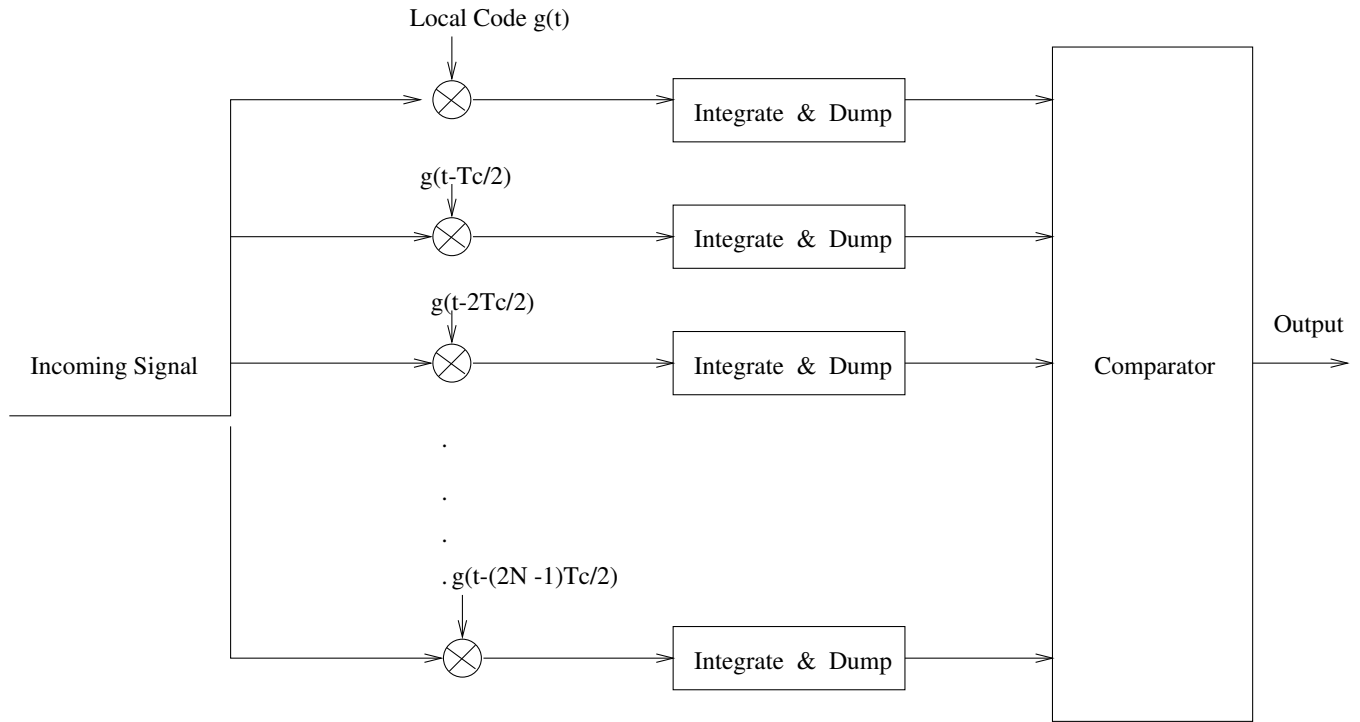 Local Code g(t)
Integrate & Dump
g(t-Tc/2)
Integrate & Dump
g(t-2Tc/2)
Output
Incoming Signal
Integrate & Dump
Comparator
. g(t-(2N -1)Tc/2)
Integrate & Dump